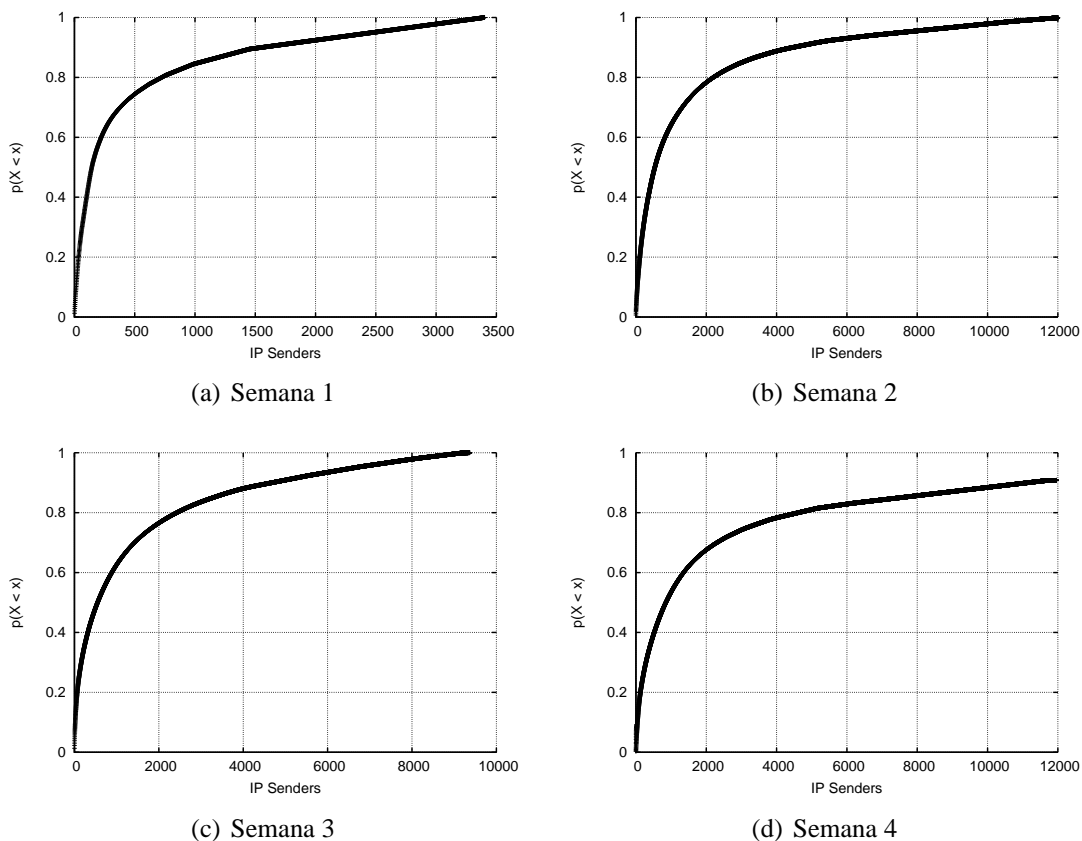 1
0.8
0.6
0.4
0.2
0
p(X < x)
0 500 1000 1500 2000 2500 3000 3500
IP Senders
(a) Semana 1
1
0.8
0.6
0.4
0.2
0
p(X < x)
0 2000 4000 6000 8000 10000 12000
IP Senders
(b) Semana 2
1
0.8
0.6
0.4
0.2
0
p(X < x)
0 2000 4000 6000 8000 10000
IP Senders
(c) Semana 3
1
0.8
0.6
0.4
0.2
0
p(X < x)
0 2000 4000 6000 8000 10000 12000
IP Senders
(d) Semana 4